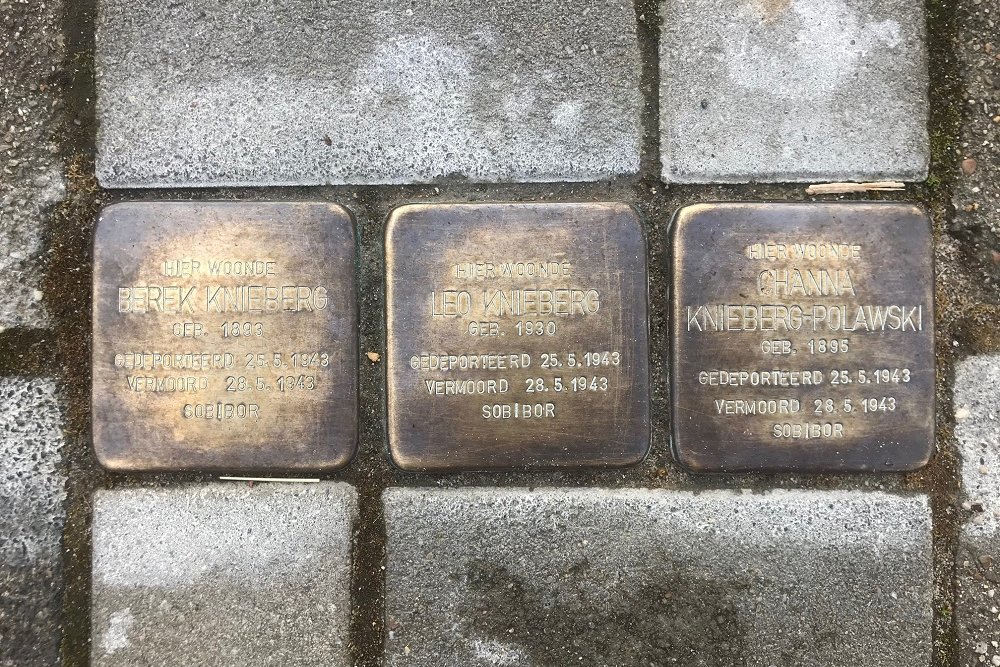 HIER WOONDE
BEREK KNIEBERG
GEB. 1893
GEDEPORTEERD 25.5.1943
VERMOORD 28.5.1943
SOBIBOR
HIER WOONDE
LEO KNIEBERG
GEB. 1930
GEDEPORTEERD 25.5.1943
VERMOORD 28.5.1943
SOBIBOR
HIER WOONDE
CHANNA
KNIEBERG-POLAWSKI
GEB. 1895
GEDEPORTEERD 25.5.1943
VERMOORD 28.5.1943
SOBIBOR